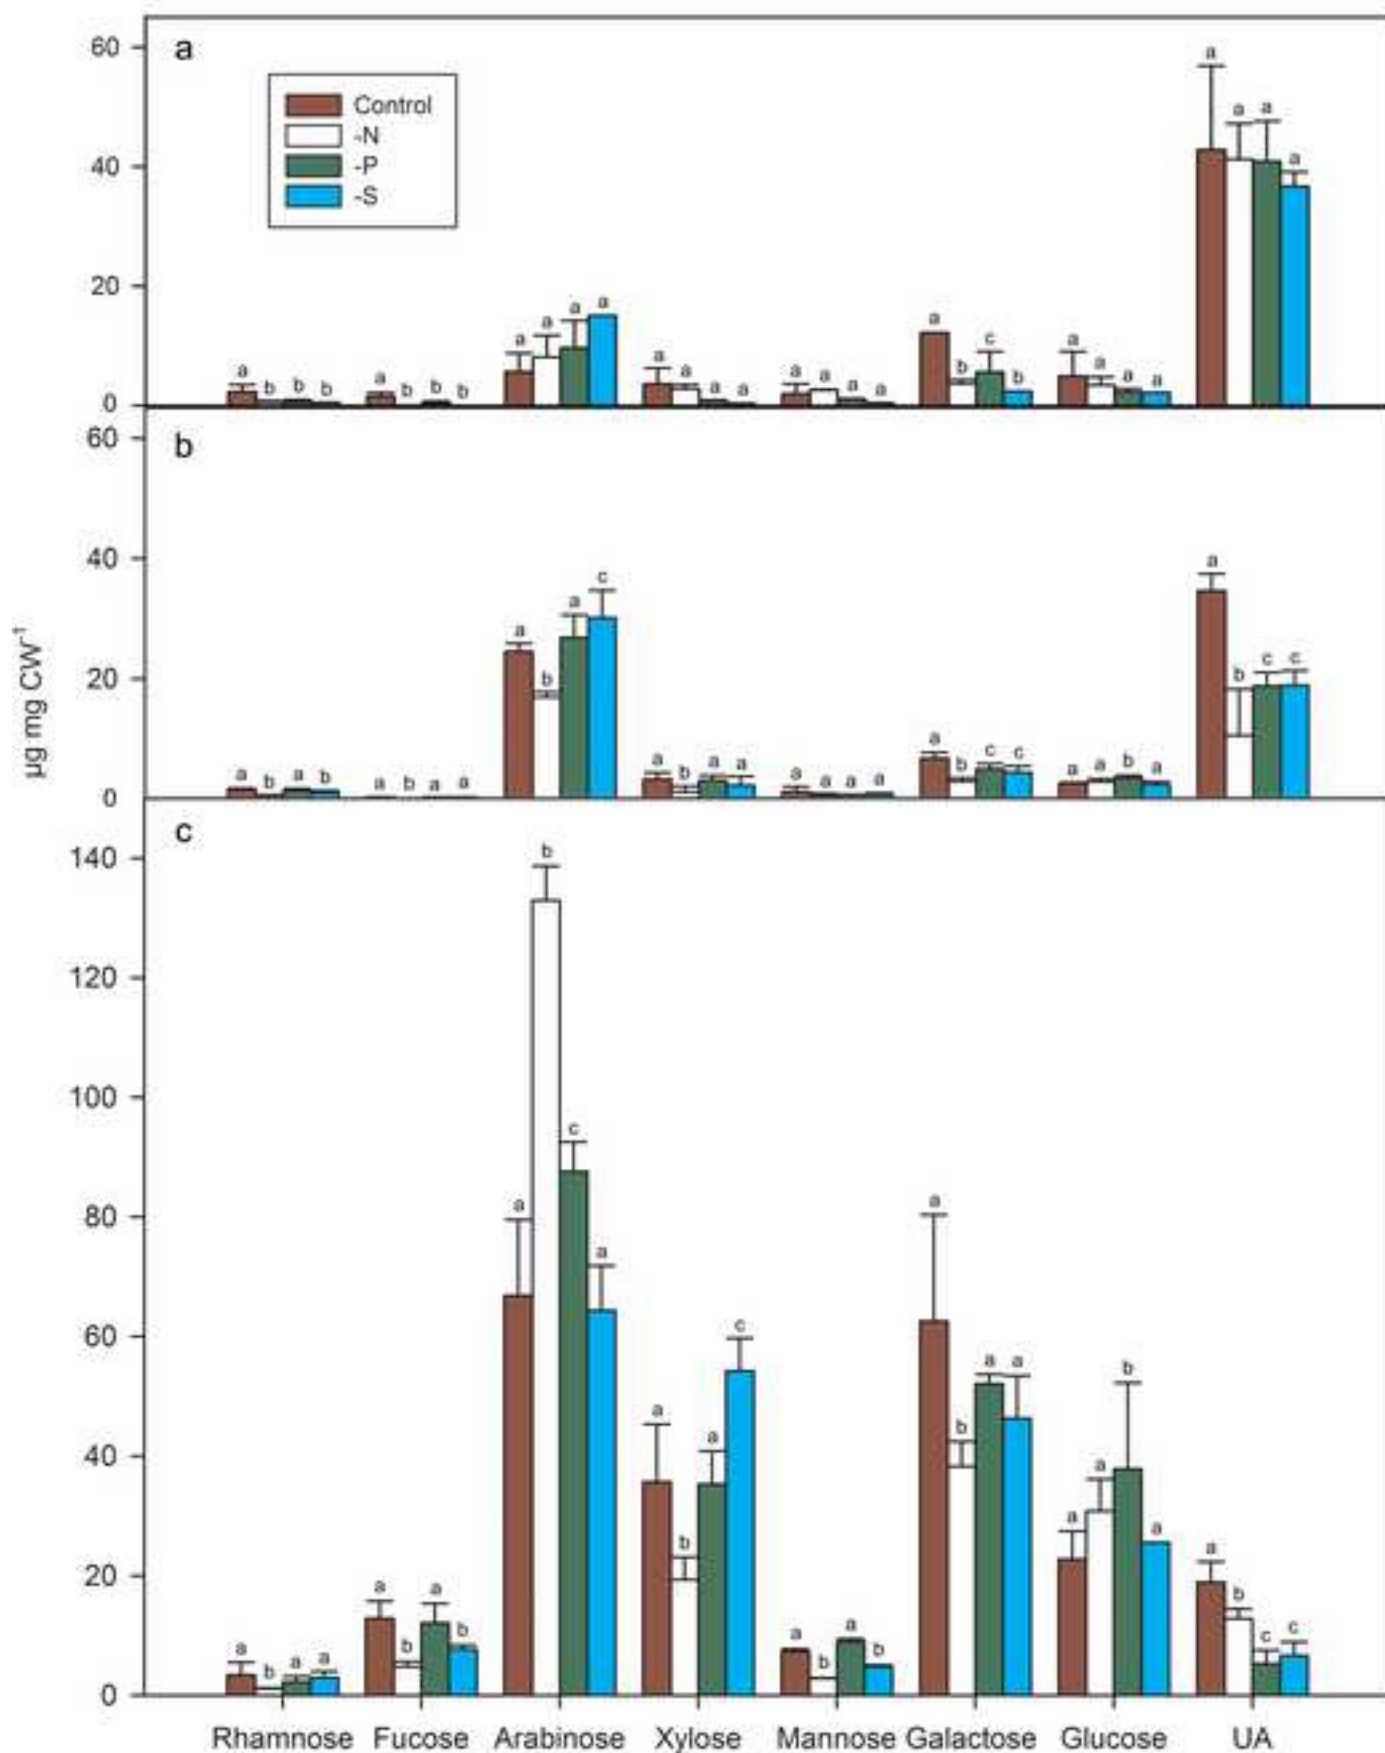 a
Control
-N
-P
-S
60
40
20
0
a b b b
a b b b
a a a a
a a a a
a a a a
a b c b
a a a a
a a a a
b
60
40
20
0
a b a b
a b a a
a b a c
a b a a
a a a a
a b c c
a a b a
a b c c
µg mg CW-1
c
140
120
100
80
60
40
20
0
a b a a
a b a b
a b c a
a b a c
a b a b
a b a a
a a b a
a b c c
Rhamnose Fucose Arabinose Xylose Mannose Galactose Glucose UA